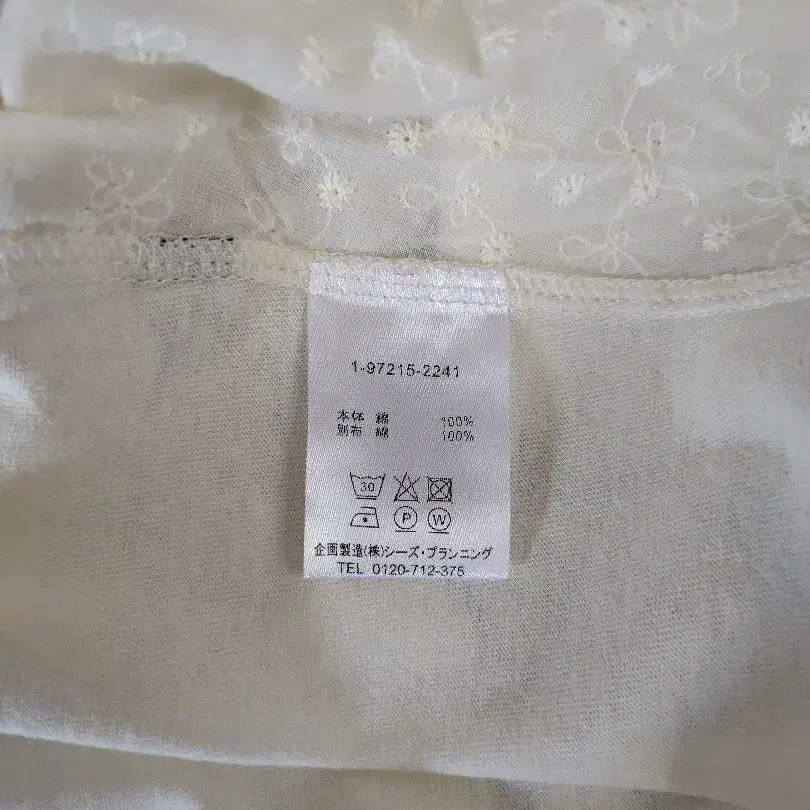 1-97215-2241
本体 綿 100%
別布 綿 100%
30
P W
企画製造(株)シーズ・プランニング
TEL 0120-712-375